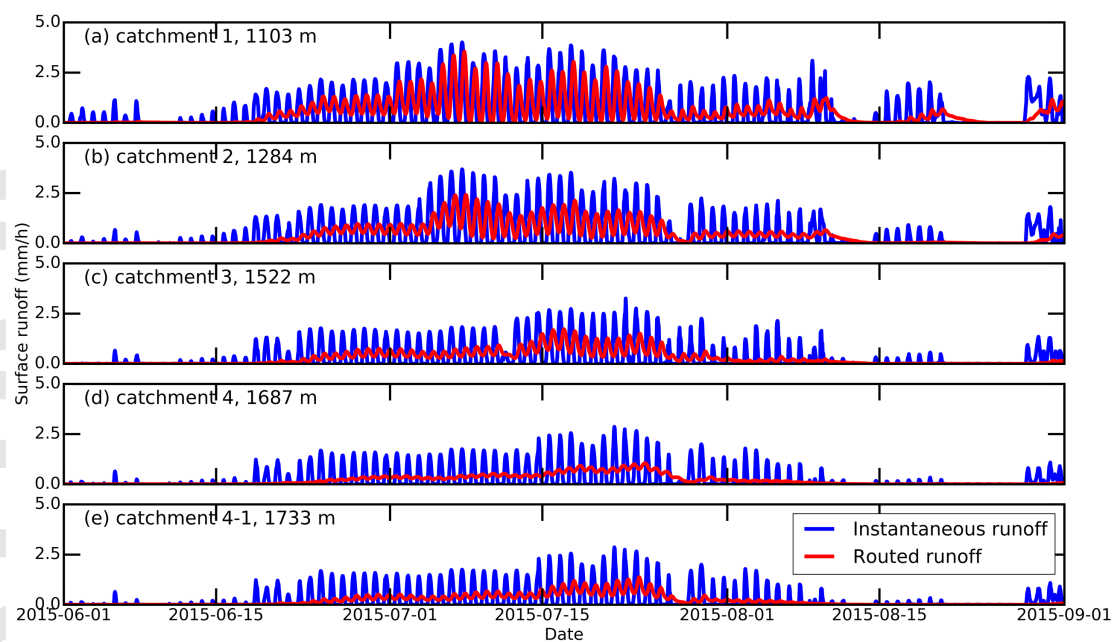 5.0
(a) catchment 1, 1103 m
2.5
0.0
5.0
(b) catchment 2, 1284 m
2.5
0.0
5.0
(c) catchment 3, 1522 m
2.5
0.0
5.0
(d) catchment 4, 1687 m
2.5
0.0
5.0
(e) catchment 4-1, 1733 m
2.5
0.0
Surface runoff (mm/h)
Instantaneous runoff
Routed runoff
2015-06-01 2015-06-15 2015-07-01 2015-07-15 2015-08-01 2015-08-15 2015-09-01
Date